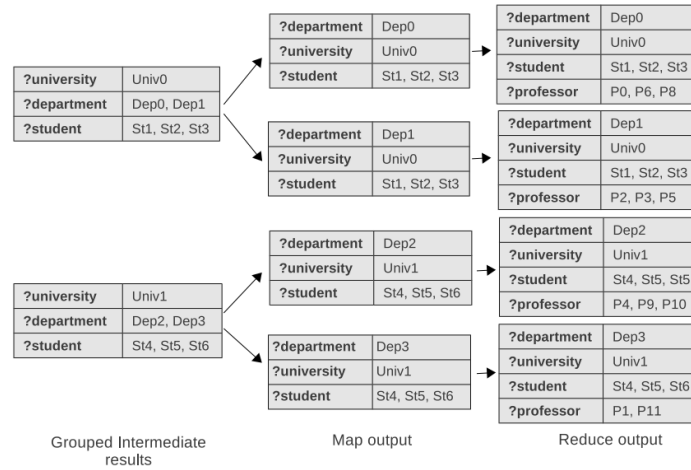 ?university Univ0
?department Dep0, Dep1
?student St1, St2, St3
?university Univ1
?department Dep2, Dep3
?student St4, St5, St6
Grouped Intermediate
results
?department Dep0
?university Univ0
?student St1, St2, St3
?department Dep1
?university Univ0
?student St1, St2, St3
?department Dep2
?university Univ1
?student St4, St5, St6
?department Dep3
?university Univ1
?student St4, St5, St6
Map output
?department Dep0
?university Univ0
?student St1, St2, St3
?professor P0, P6, P8
?department Dep1
?university Univ0
?student St1, St2, St3
?professor P2, P3, P5
?department Dep2
?university Univ1
?student St4, St5, St5
?professor P4, P9, P10
?department Dep3
?university Univ1
?student St4, St5, St6
?professor P1, P11
Reduce output